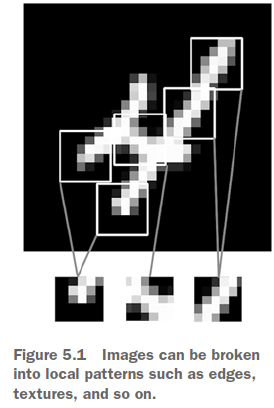 Figure 5.1 Images can be broken
into local patterns such as edges,
textures, and so on.